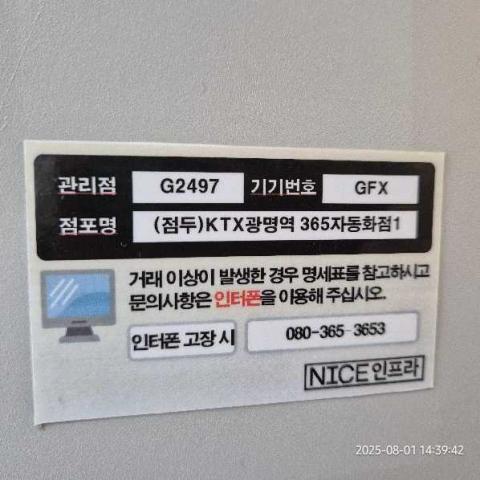 관리점 G2497 기기번호 GFX
점포명 (점두)KTX광명역 365자동화점1
거래 이상이 발생한 경우 명세표를 참고하시고
문의사항은 인터폰을 이용해 주십시오.
인터폰 고장 시 080-365-3653
NICE인프라
2025-08-01 14:39:42